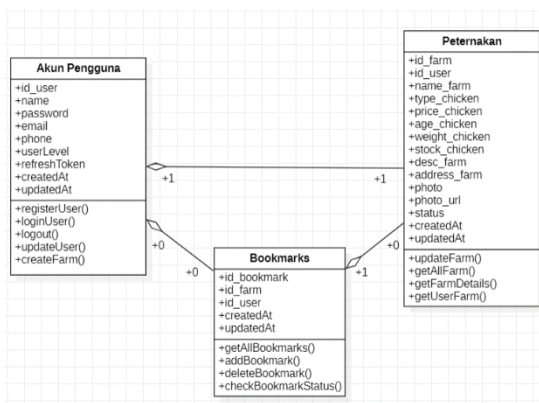 Akun Pengguna
+id_user
+name
+password
+email
+phone
+userLevel
+refreshToken
+createdAt
+updatedAt
+registerUser()
+loginUser()
+logout()
+updateUser()
+createFarm()
+1
+1
+0
+0
Bookmarks
+id_bookmark
+id_farm
+id_user
+createdAt
+updatedAt
+getAllBookmarks()
+addBookmark()
+deleteBookmark()
+checkBookmarkStatus()
+1
+0
Peternakan
+id_farm
+id_user
+name_farm
+type_chicken
+price_chicken
+age_chicken
+weight_chicken
+stock_chicken
+desc_farm
+address_farm
+photo
+photo_url
+status
+createdAt
+updatedAt
+updateFarm()
+getAllFarm()
+getFarmDetails()
+getUserFarm()